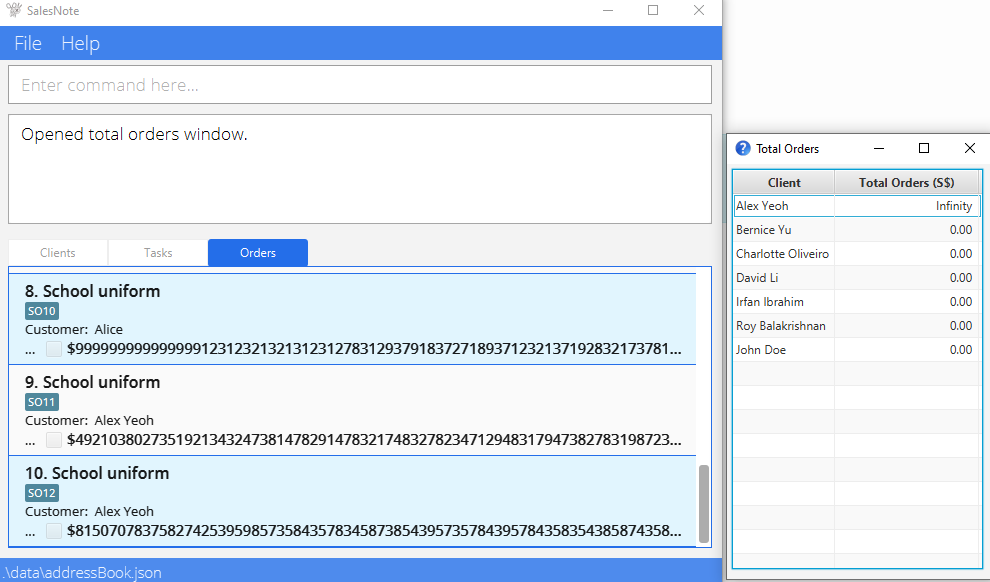 SalesNote
File Help
Enter command here...
Opened total orders window.
Clients Tasks Orders
8. School uniform
SO10
Customer: Alice
... $999999999999999912312321321312312783129379183727189371232137192832173781...
9. School uniform
SO11
Customer: Alex Yeoh
... $49210380273519213432473814782914783217483278234712948317947382783198723...
10. School uniform
SO12
Customer: Alex Yeoh
... $81507078375827425395985735843578345873854395735784395784358354385874358...
.\data\addressBook.json
Total Orders
Client Total Orders (S$)
Alex Yeoh Infinity
Bernice Yu 0.00
Charlotte Oliveiro 0.00
David Li 0.00
Irfan Ibrahim 0.00
Roy Balakrishnan 0.00
John Doe 0.00